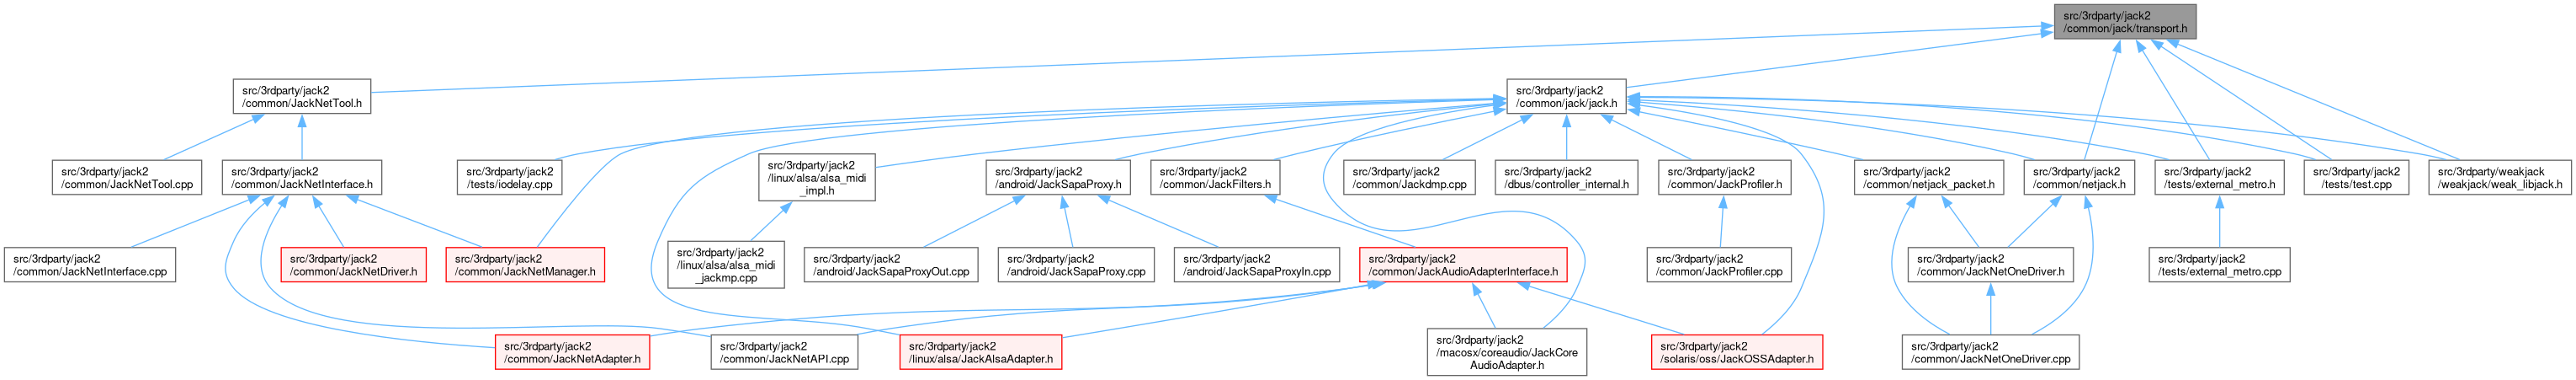 src/3rdparty/jack2
/common/jack/transport.h
src/3rdparty/jack2
/common/JackNetTool.h
src/3rdparty/jack2
/common/jack/jack.h
src/3rdparty/jack2
/common/JackNetTool.cpp
src/3rdparty/jack2
/common/JackNetInterface.h
src/3rdparty/jack2
/tests/iodelay.cpp
src/3rdparty/jack2
/linux/alsa/alsa_midi
_impl.h
src/3rdparty/jack2
/android/JackSapaProxy.h
src/3rdparty/jack2
/common/JackFilters.h
src/3rdparty/jack2
/common/Jackdmp.cpp
src/3rdparty/jack2
/dbus/controller_internal.h
src/3rdparty/jack2
/common/JackProfiler.h
src/3rdparty/jack2
/common/netjack_packet.h
src/3rdparty/jack2
/common/netjack.h
src/3rdparty/jack2
/tests/external_metro.h
src/3rdparty/jack2
/tests/test.cpp
src/3rdparty/weakjack
/weakjack/weak_libjack.h
src/3rdparty/jack2
/common/JackNetInterface.cpp
src/3rdparty/jack2
/common/JackNetDriver.h
src/3rdparty/jack2
/common/JackNetManager.h
src/3rdparty/jack2
/linux/alsa/alsa_midi
_jackmp.cpp
src/3rdparty/jack2
/android/JackSapaProxyOut.cpp
src/3rdparty/jack2
/android/JackSapaProxy.cpp
src/3rdparty/jack2
/android/JackSapaProxyIn.cpp
src/3rdparty/jack2
/common/JackAudioAdapterInterface.h
src/3rdparty/jack2
/common/JackProfiler.cpp
src/3rdparty/jack2
/common/JackNetOneDriver.h
src/3rdparty/jack2
/tests/external_metro.cpp
src/3rdparty/jack2
/common/JackNetAdapter.h
src/3rdparty/jack2
/common/JackNetAPI.cpp
src/3rdparty/jack2
/linux/alsa/JackAlsaAdapter.h
src/3rdparty/jack2
/macosx/coreaudio/JackCore
AudioAdapter.h
src/3rdparty/jack2
/solaris/oss/JackOSSAdapter.h
src/3rdparty/jack2
/common/JackNetOneDriver.cpp